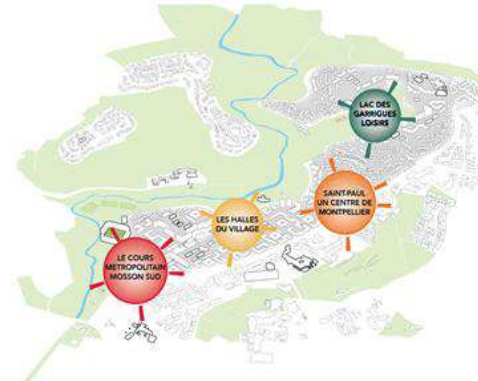 LAC DES
GARRIGUES
LOISIRS
SAINT-PAUL
UN CENTRE DE
MONTPELLIER
LES HALLES
DU VILLAGE
LE COURS
METROPOLITAIN
MOSSON SUD